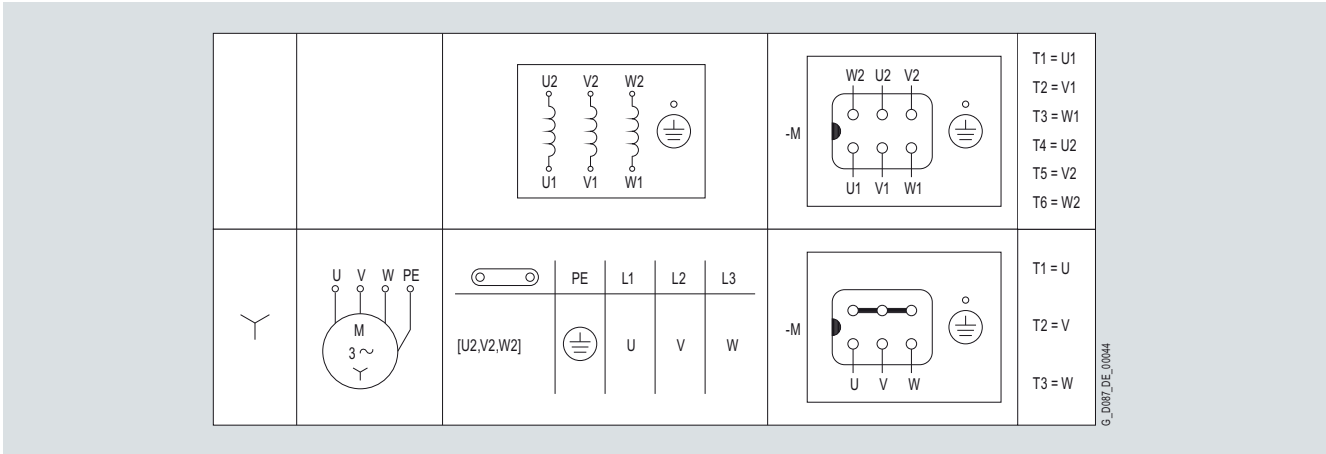 U2 V2 W2
U1 V1 W1
-M
W2 U2 V2
U1 V1 W1
T1 = U1
T2 = V1
T3 = W1
T4 = U2
T5 = V2
T6 = W2
U V W PE
M
3 ~
PE L1 L2 L3
[U2,V2,W2] U V W
-M
U V W
T1 = U
T2 = V
T3 = W
G_D087_DE_00044